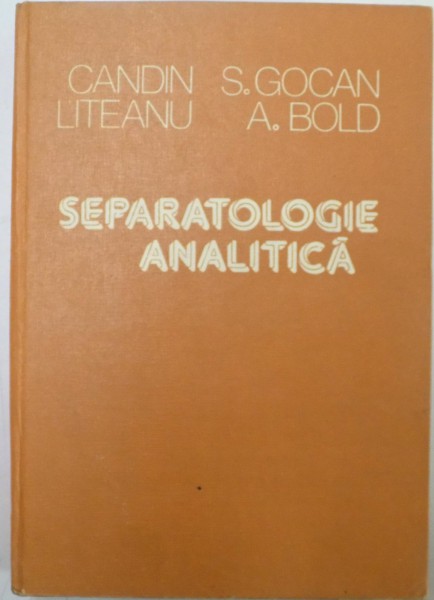 CANDIN S. GOCAN
LITEANU A. BOLD
SEPARATOLOGIE
ANALITICĂ